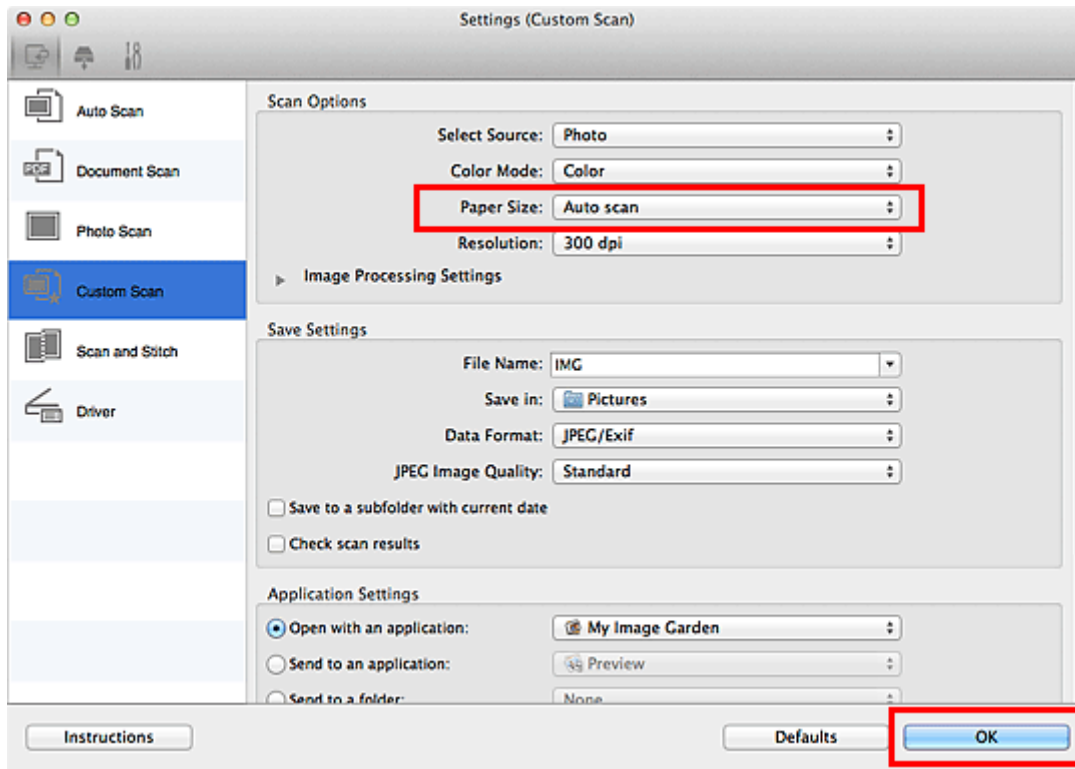 Settings (Custom Scan)
Auto Scan
Document Scan
Photo Scan
Custom Scan
Scan and Stitch
Driver
Scan Options
Select Source: Photo
Color Mode: Color
Paper Size: Auto scan
Resolution: 300 dpi
Image Processing Settings
Save Settings
File Name: IMG
Save in: Pictures
Data Format: JPEG/Exif
JPEG Image Quality: Standard
Save to a subfolder with current date
Check scan results
Application Settings
Open with an application: My Image Garden
Send to an application: Preview
Send to a folder: None
Instructions Defaults OK